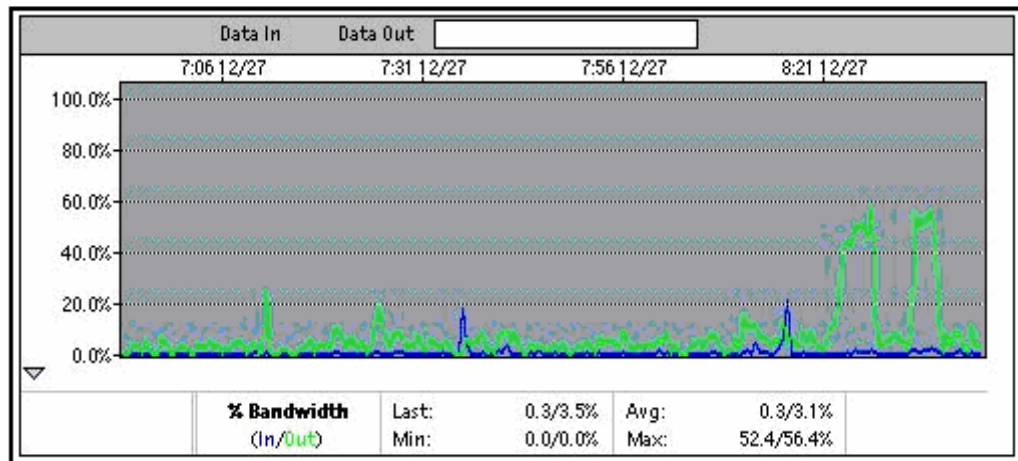 Data In Data Out
7:06 12/27 7:31 12/27 7:56 12/27 8:21 12/27
100.0%
80.0%
60.0%
40.0%
20.0%
0.0%
% Bandwidth Last: 0.3/3.5% Avg: 0.3/3.1%
(In/Out) Min: 0.0/0.0% Max: 52.4/56.4%